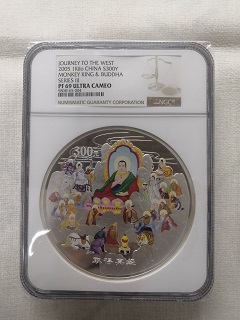 JOURNEY TO THE WEST
2005 1Kilo CHINA S300Y
MONKEY KING & BUDDHA
SERIES III
PF 69 ULTRA CAMEO
NUMISMATIC GUARANTY CORPORATION
NGC
300元